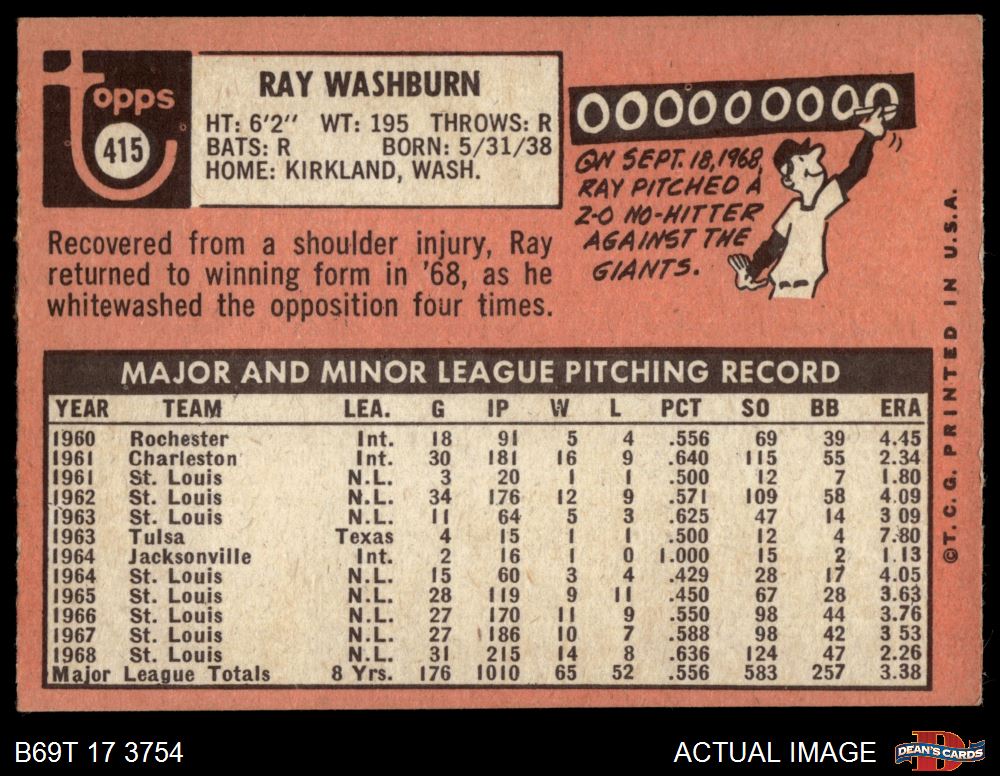 Topps
415
RAY WASHBURN
HT: 6'2" WT: 195 THROWS: R
BATS: R BORN: 5/31/38
HOME: KIRKLAND, WASH.
OOOOOOOOO
ON SEPT. 18, 1968,
RAY PITCHED A
2-0 NO-HITTER
AGAINST THE
GIANTS.
Recovered from a shoulder injury, Ray
returned to winning form in '68, as he
whitewashed the opposition four times.
MAJOR AND MINOR LEAGUE PITCHING RECORD
YEAR TEAM LEA. G IP W L PCT SO BB ERA
1960 Rochester Int. 18 91 5 4 .556 69 39 4.45
1961 Charleston Int. 30 181 16 9 .640 115 55 2.34
1961 St. Louis N.L. 3 20 1 1 .500 12 7 1.80
1962 St. Louis N.L. 34 176 12 9 .571 109 58 4.09
1963 St. Louis N.L. 11 64 5 3 .625 47 14 3 09
1963 Tulsa Texas 4 15 1 1 .500 12 4 7.80
1964 Jacksonville Int. 2 16 1 0 1.000 15 2 1.13
1964 St. Louis N.L. 15 60 3 4 .429 28 17 4.05
1965 St. Louis N.L. 28 119 9 11 .450 67 28 3.63
1966 St. Louis N.L. 27 170 11 9 .550 98 44 3.76
1967 St. Louis N.L. 27 186 10 7 .588 98 42 3 53
1968 St. Louis N.L. 31 215 14 8 .636 124 47 2.26
Major League Totals 8 Yrs. 176 1010 65 52 .556 583 257 3.38
©T.C.G. PRINTED IN U.S.A.
B69T 17 3754
ACTUAL IMAGE
DEAN'S CARDS